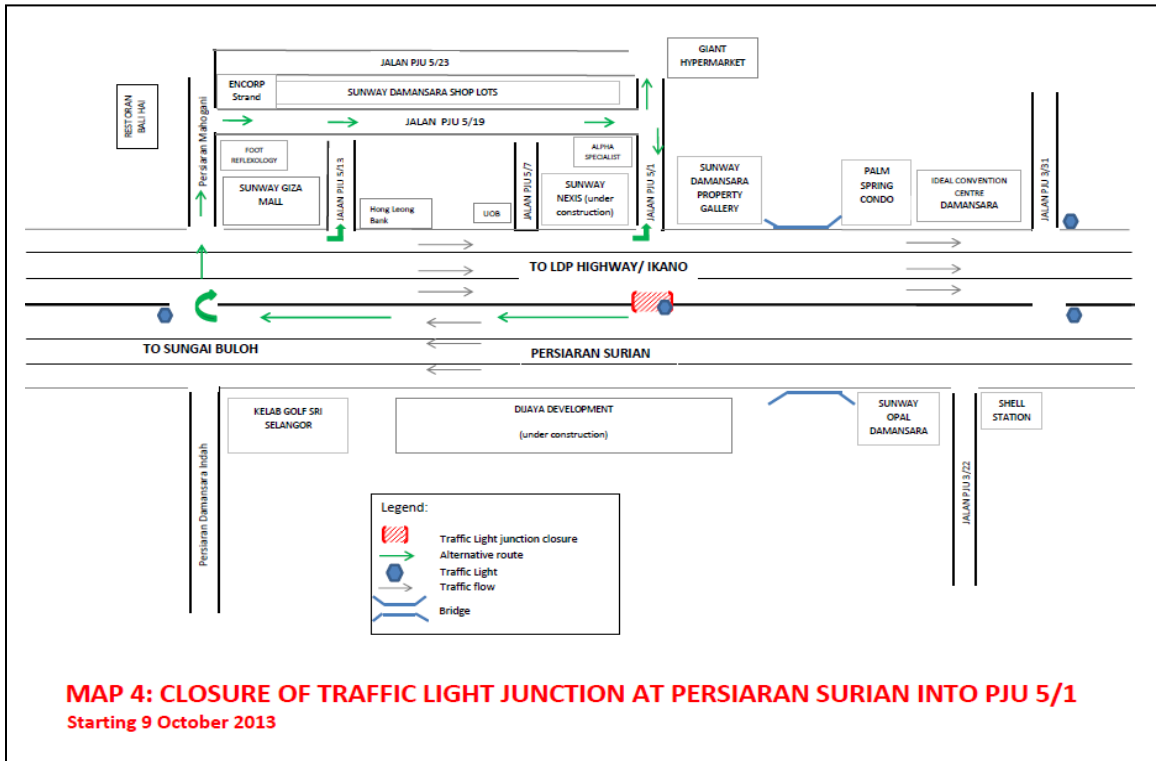 GIANT
HYPERMARKET
JALAN PJU 5/23
ENCORP
Strand
SUNWAY DAMANSARA SHOP LOTS
RESTORAN
BALI HAI
Persiaran Mahogani
JALAN PJU 5/19
FOOT
REFLEXOLOGY
SUNWAY GIZA
MALL
JALAN PJU 5/13
Hong Leong
Bank
UOB
JALAN PJU 5/7
ALPHA
SPECIALIST
SUNWAY
NEXIS (under
construction)
JALAN PJU 5/1
SUNWAY
DAMANSARA
PROPERTY
GALLERY
PALM
SPRING
CONDO
IDEAL CONVENTION
CENTRE
DAMANSARA
JALAN PJU 3/31
TO LDP HIGHWAY/ IKANO
TO SUNGAI BULOH
PERSIARAN SURIAN
Persiaran Damansara Indah
KELAB GOLF SRI
SELANGOR
DIJAYA DEVELOPMENT
(under construction)
SUNWAY
OPAL
DAMANSARA
JALAN PJU 3/22
SHELL
STATION
Legend:
Traffic Light junction closure
Alternative route
Traffic Light
Traffic flow
Bridge
MAP 4: CLOSURE OF TRAFFIC LIGHT JUNCTION AT PERSIARAN SURIAN INTO PJU 5/1
Starting 9 October 2013